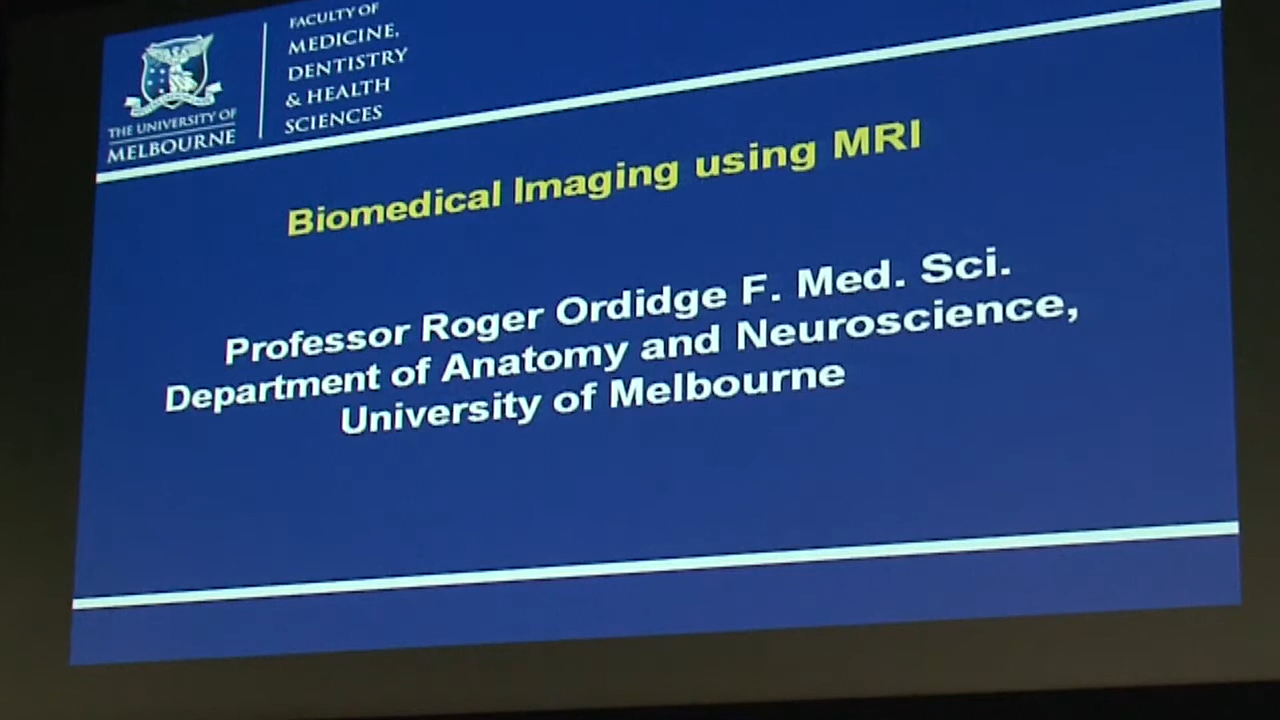 THE UNIVERSITY OF
MELBOURNE
FACULTY OF
MEDICINE,
DENTISTRY
& HEALTH
SCIENCES
Biomedical Imaging using MRI
Professor Roger Ordidge F. Med. Sci.
Department of Anatomy and Neuroscience,
University of Melbourne